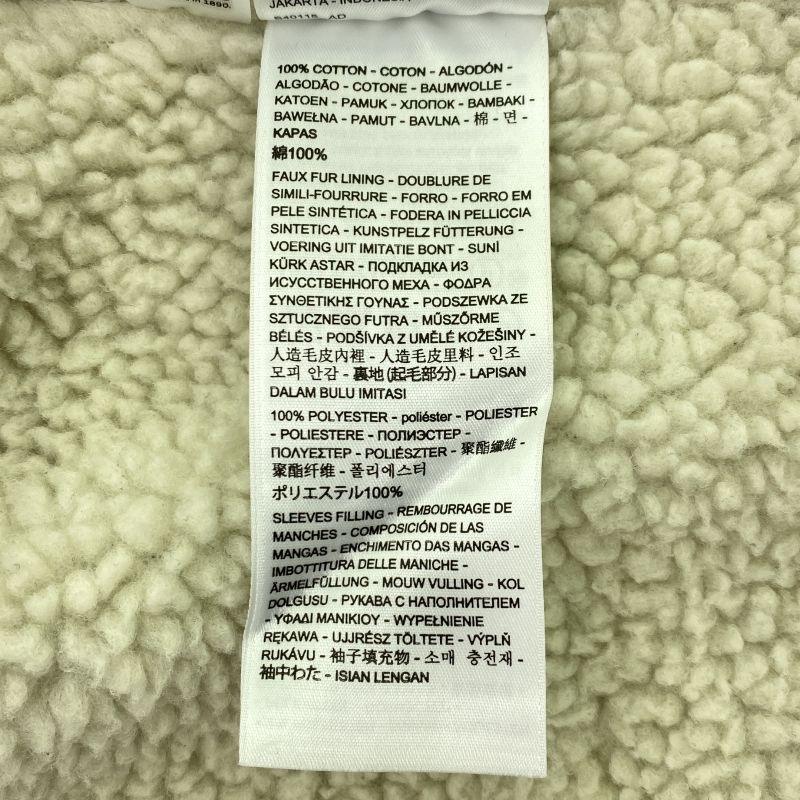 1890.
JAKARTA - INDONESIA
100% COTTON - COTON - ALGODÓN -
ALGODÃO - COTONE - BAUMWOLLE -
KATOEN - PAMUK - ХЛОПОК - BAMBAKI -
BAWEŁNA - PAMUT - BAVLNA - 棉 - 면 -
KAPAS
綿100%
FAUX FUR LINING - DOUBLURE DE
SIMILI-FOURRURE - FORRO - FORRO EM
PELE SINTÉTICA - FODERA IN PELLICCIA
SINTETICA - KUNSTPELZ FÜTTERUNG -
VOERING UIT IMITATIE BONT - SUNİ
KÜRK ASTAR - ПОДКЛАДКА ИЗ
ИСУССТВЕННОГО МЕХА - ΦΟΔΡΑ
ΣΥΝΘΕΤΙΚΗΣ ΓΟΥΝΑΣ - PODSZEWKA ZE
SZTUCZNEGO FUTRA - MŰSZŐRME
BÉLÉS - PODŠÍVKA Z UMĚLÉ KOŽEŠINY -
人造毛皮內裡 - 人造毛皮里料 - 인조
모피 안감 - 裏地 (起毛部分) - LAPISAN
DALAM BULU IMITASI
100% POLYESTER - poliéster - POLIESTER
- POLIESTERE - ПОЛИЭСТЕР -
ΠΟΛΥΕΣΤΕΡ - POLIÉSZTER - 聚酯纖維 -
聚酯纤维 - 폴리에스터
ポリエステル100%
SLEEVES FILLING - REMBOURRAGE DE
MANCHES - COMPOSICIÓN DE LAS
MANGAS - ENCHIMENTO DAS MANGAS -
IMBOTTITURA DELLE MANICHE -
ÄRMELFÜLLUNG - MOUW VULLING - KOL
DOLGUSU - РУКАВА С НАПОЛНИТЕЛЕМ
- ΥΦΑΔΙ ΜΑΝΙΚΙΟΥ - WYPEŁNIENIE
RĘKAWA - UJJRÉSZ TÖLTETE - VÝPLŇ
RUKÁVU - 袖子填充物 - 소매 충전재 -
袖中わた - ISIAN LENGAN